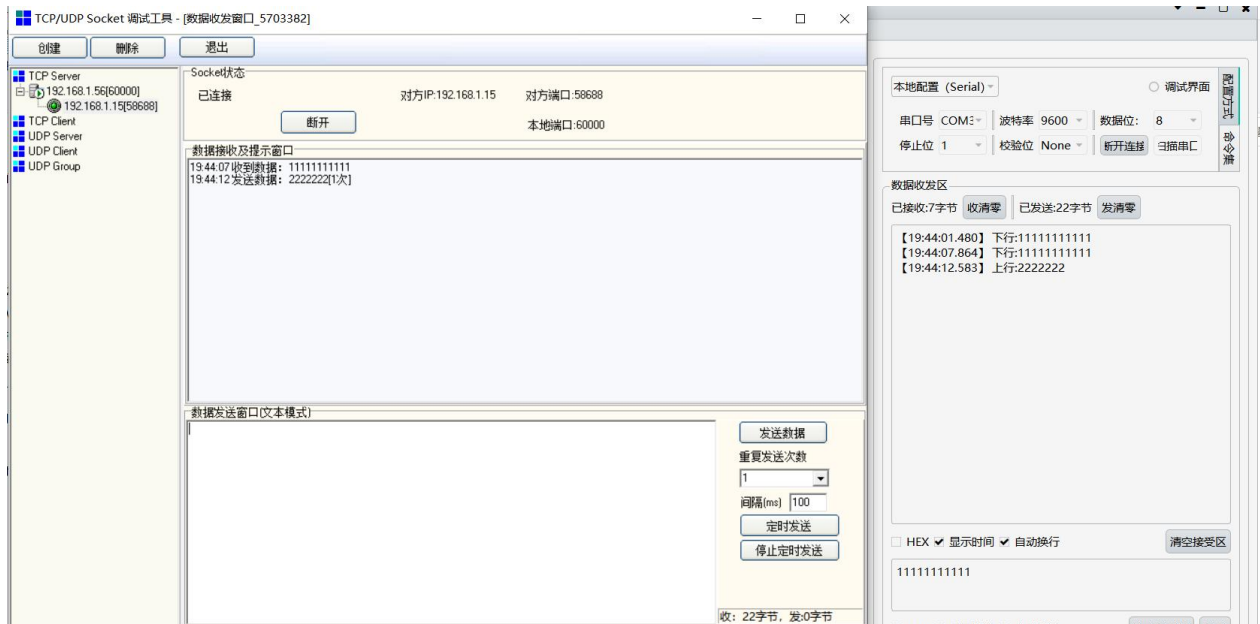 TCP/UDP Socket 调试工具 - [数据收发窗口_5703382]
创建 删除 退出
TCP Server
192.168.1.56[60000]
192.168.1.15[58688]
TCP Client
UDP Server
UDP Client
UDP Group
Socket状态
已连接 对方IP:192.168.1.15 对方端口:58688
断开 本地端口:60000
数据接收及提示窗口
19:44:07收到数据：11111111111
19:44:12发送数据：2222222[1次]
数据发送窗口(文本模式)
发送数据
重复发送次数
1
间隔(ms) 100
定时发送
停止定时发送
收：22字节，发:0字节
本地配置 (Serial) 调试界面
串口号 COM3 波特率 9600 数据位: 8
停止位 1 校验位 None 断开连接 扫描串口
配置方式
命令集
数据收发区
已接收:7字节 收清零 已发送:22字节 发清零
【19:44:01.480】下行:11111111111
【19:44:07.864】下行:11111111111
【19:44:12.583】上行:2222222
HEX 显示时间 自动换行 清空接受区
11111111111